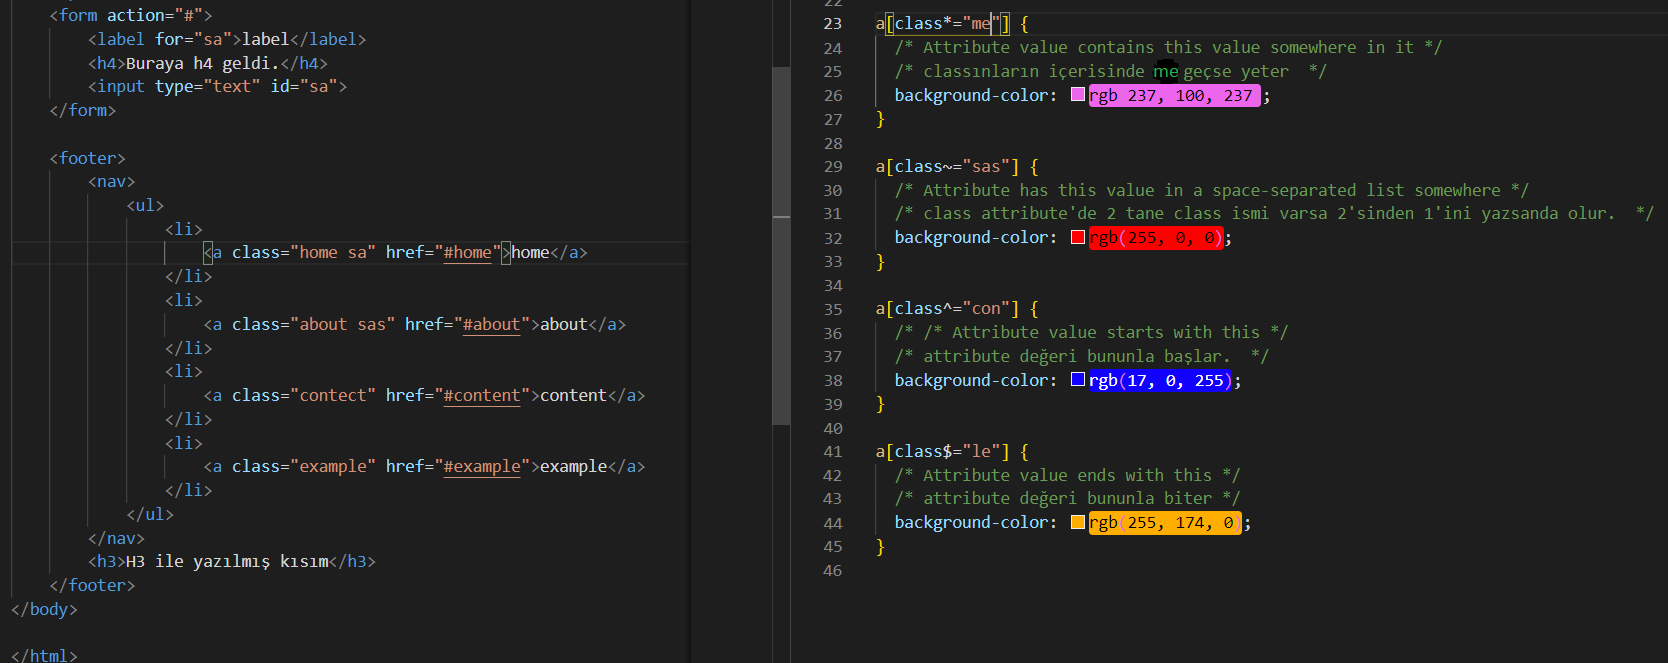 <form action="#">
<label for="sa">label</label>
<h4>Buraya h4 geldi.</h4>
<input type="text" id="sa">
</form>
<footer>
<nav>
<ul>
<li>
<a class="home sa" href="#home">home</a>
</li>
<li>
<a class="about sas" href="#about">about</a>
</li>
<li>
<a class="contect" href="#content">content</a>
</li>
<li>
<a class="example" href="#example">example</a>
</li>
</ul>
</nav>
<h3>H3 ile yazılmış kısım</h3>
</footer>
</body>
</html>
22
23 a[class*="me"] {
24 /* Attribute value contains this value somewhere in it */
25 /* classınların içerisinde me geçse yeter */
26 background-color: rgb 237, 100, 237 ;
27 }
28
29 a[class~="sas"] {
30 /* Attribute has this value in a space-separated list somewhere */
31 /* class attribute'de 2 tane class ismi varsa 2'sinden 1'ini yazsanda olur. */
32 background-color: rgb(255, 0, 0);
33 }
34
35 a[class^="con"] {
36 /* /* Attribute value starts with this */
37 /* attribute değeri bununla başlar. */
38 background-color: rgb(17, 0, 255);
39 }
40
41 a[class$="le"] {
42 /* Attribute value ends with this */
43 /* attribute değeri bununla biter */
44 background-color: rgb(255, 174, 0);
45 }
46